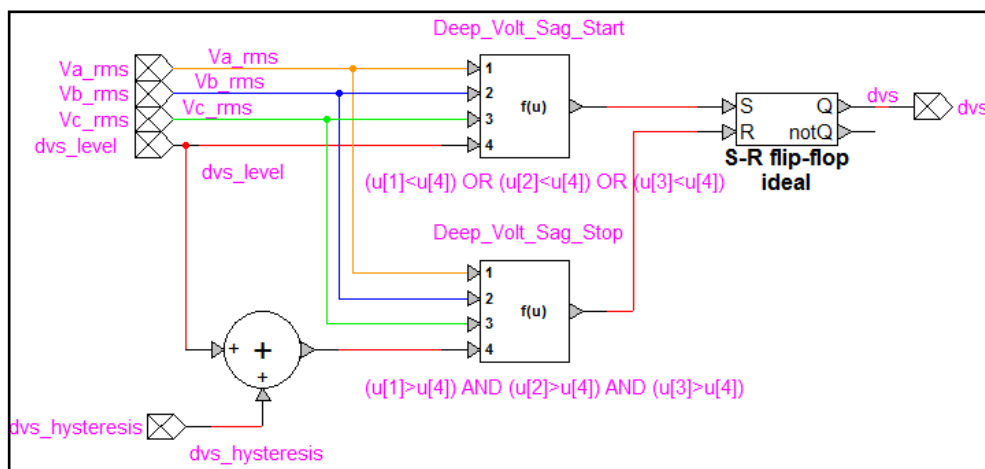 Deep_Volt_Sag_Start
Va_rms
Va_rms
Vb_rms
Vb_rms
Vc_rms
Vc_rms
dvs_level
dvs_level
1
2
3
4
f(u)
S
Q
R
notQ
dvs
dvs
S-R flip-flop
ideal
(u[1]<u[4]) OR (u[2]<u[4]) OR (u[3]<u[4])
Deep_Volt_Sag_Stop
1
2
3
4
f(u)
+
+
+
(u[1]>u[4]) AND (u[2]>u[4]) AND (u[3]>u[4])
dvs_hysteresis
dvs_hysteresis